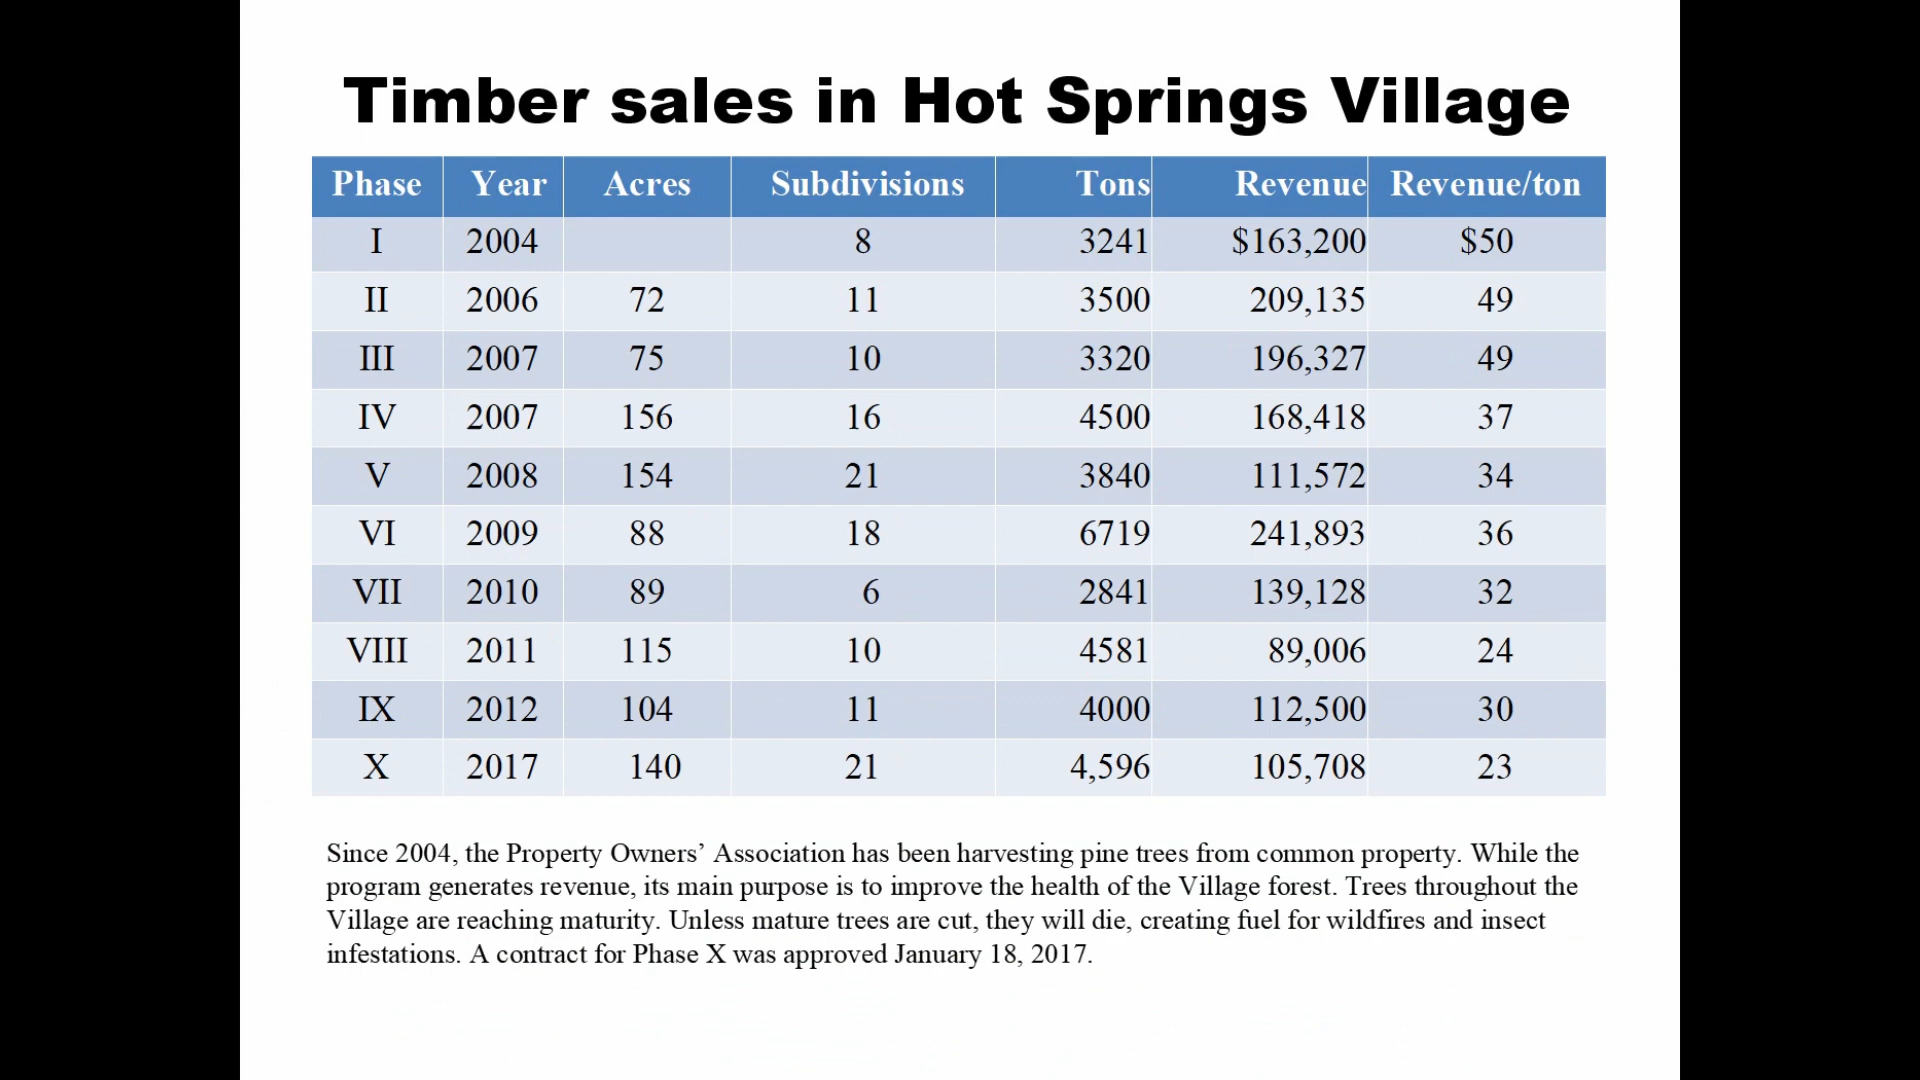 Timber sales in Hot Springs Village
Phase Year Acres Subdivisions Tons Revenue Revenue/ton
I 2004 8 3241 $163,200 $50
II 2006 72 11 3500 209,135 49
III 2007 75 10 3320 196,327 49
IV 2007 156 16 4500 168,418 37
V 2008 154 21 3840 111,572 34
VI 2009 88 18 6719 241,893 36
VII 2010 89 6 2841 139,128 32
VIII 2011 115 10 4581 89,006 24
IX 2012 104 11 4000 112,500 30
X 2017 140 21 4,596 105,708 23
Since 2004, the Property Owners’ Association has been harvesting pine trees from common property. While the
program generates revenue, its main purpose is to improve the health of the Village forest. Trees throughout the
Village are reaching maturity. Unless mature trees are cut, they will die, creating fuel for wildfires and insect
infestations. A contract for Phase X was approved January 18, 2017.